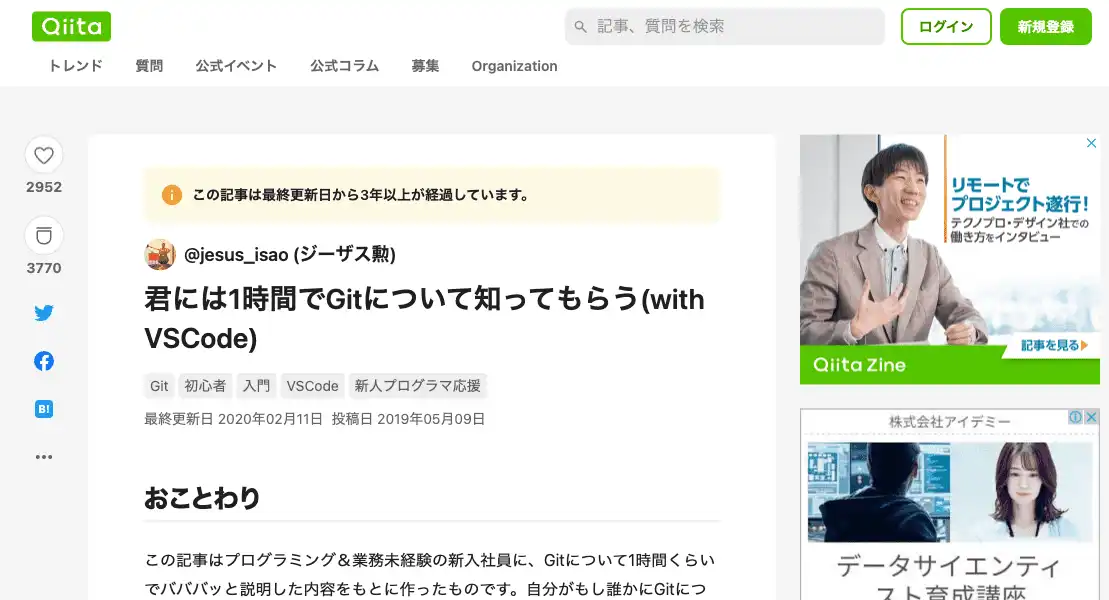 Qiita
記事、質問を検索
ログイン
新規登録
トレンド
質問
公式イベント
公式コラム
募集
Organization
2952
3770
B!
この記事は最終更新日から3年以上が経過しています。
@jesus_isao (ジーザス勲)
君には1時間でGitについて知ってもらう(with
VSCode)
Git
初心者
入門
VSCode
新人プログラマ応援
最終更新日 2020年02月11日 投稿日 2019年05月09日
おことわり
この記事はプログラミング＆業務未経験の新入社員に、Gitについて1時間くらい
でバババッと説明した内容をもとに作ったものです。自分がもし誰かにGitにつ
リモートで
プロジェクト遂行！
テクノプロ・デザイン社での
働き方をインタビュー
記事を見る
Qiita Zine
株式会社アイデミー
データサイエンティ
スト育成講座